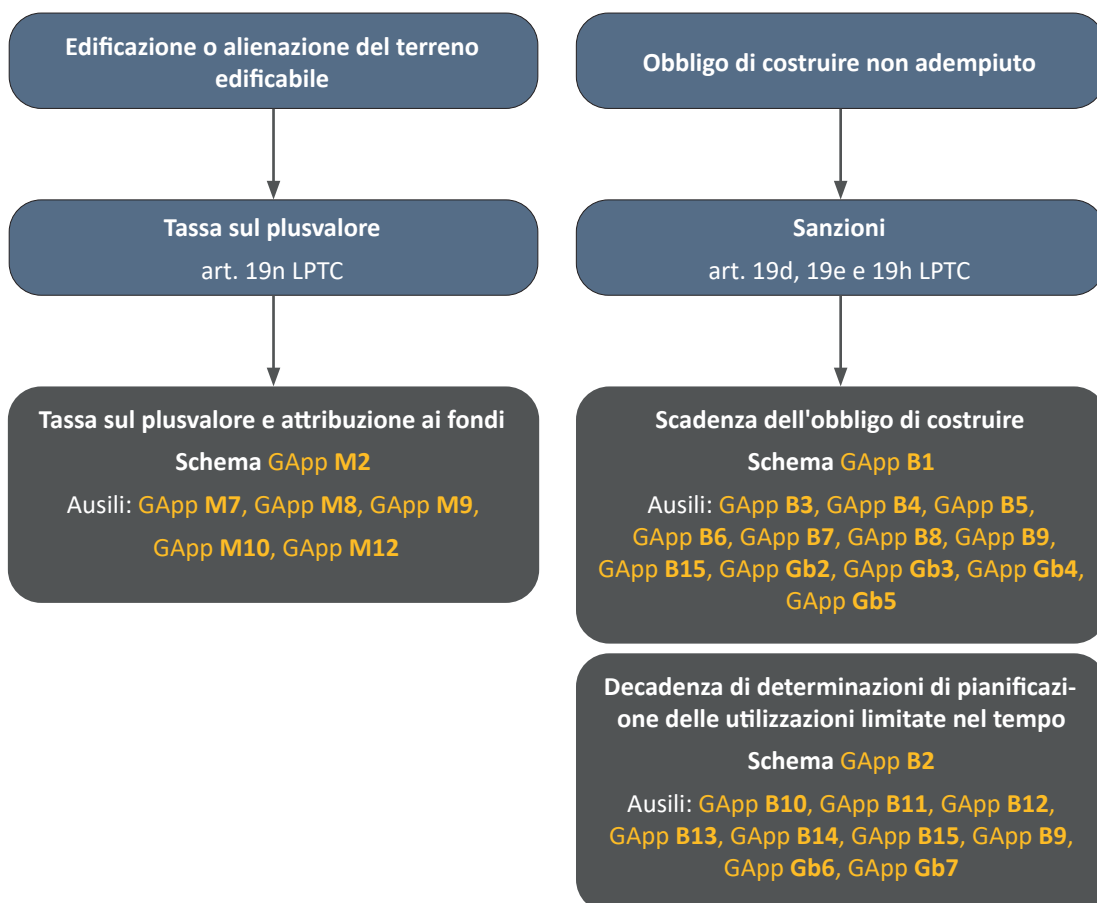 Edificazione o alienazione del terreno
edificabile
Tassa sul plusvalore
art. 19n LPTC
Tassa sul plusvalore e attribuzione ai fondi
Schema GApp M2
Ausili: GApp M7, GApp M8, GApp M9,
GApp M10, GApp M12
Obbligo di costruire non adempiuto
Sanzioni
art. 19d, 19e e 19h LPTC
Scadenza dell'obbligo di costruire
Schema GApp B1
Ausili: GApp B3, GApp B4, GApp B5,
GApp B6, GApp B7, GApp B8, GApp B9,
GApp B15, GApp Gb2, GApp Gb3, GApp Gb4,
GApp Gb5
Decadenza di determinazioni di pianificazi-
one delle utilizzazioni limitate nel tempo
Schema GApp B2
Ausili: GApp B10, GApp B11, GApp B12,
GApp B13, GApp B14, GApp B15, GApp B9,
GApp Gb6, GApp Gb7